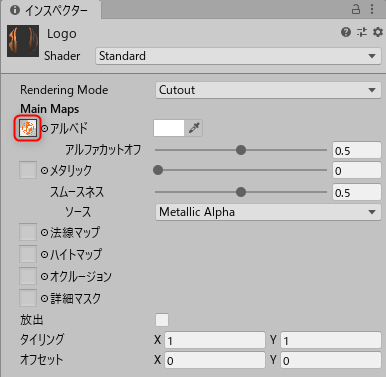 インスペクター
Logo
Shader Standard
Rendering Mode Cutout
Main Maps
アルベド
アルファカットオフ 0.5
メタリック 0
スムースネス 0.5
ソース Metallic Alpha
法線マップ
ハイトマップ
オクルージョン
詳細マスク
放出
タイリング X 1 Y 1
オフセット X 0 Y 0